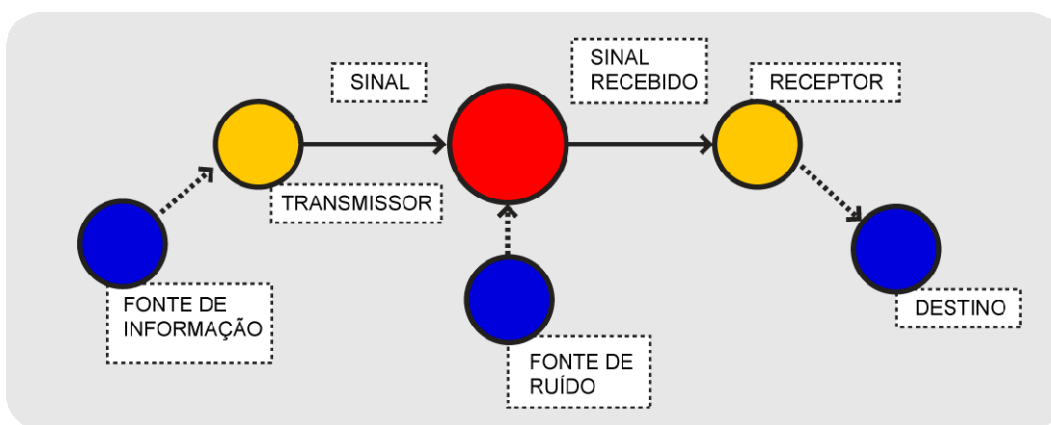 SINAL
SINAL
RECEBIDO
RECEPTOR
TRANSMISSOR
FONTE DE
INFORMAÇÃO
DESTINO
FONTE DE
RUÍDO